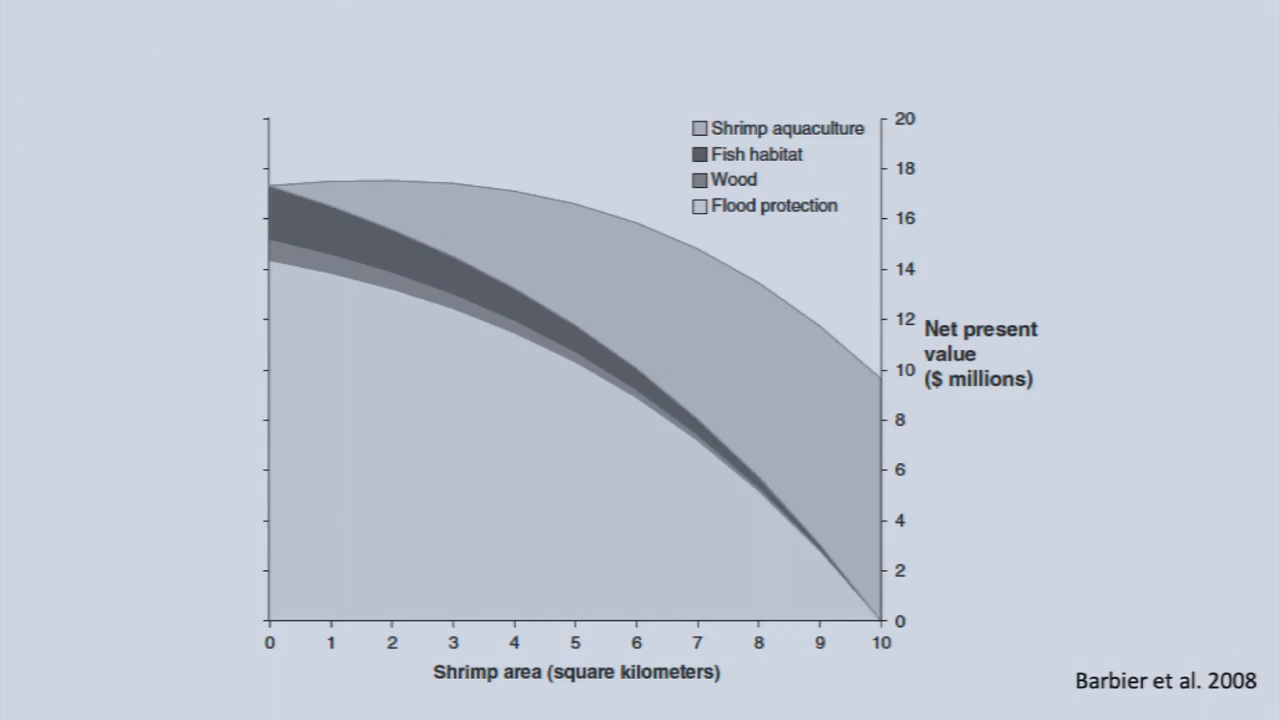 Shrimp aquaculture
Fish habitat
Wood
Flood protection
20
18
16
14
12
10
8
6
4
2
0
Net present
value
($ millions)
0 1 2 3 4 5 6 7 8 9 10
Shrimp area (square kilometers)
Barbier et al. 2008